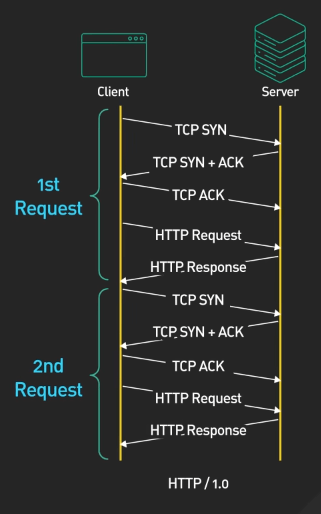 Client
Server
TCP SYN
TCP SYN + ACK
1st
Request
TCP ACK
HTTP Request
HTTP Response
TCP SYN
TCP SYN + ACK
2nd
Request
TCP ACK
HTTP Request
HTTP Response
HTTP / 1.0